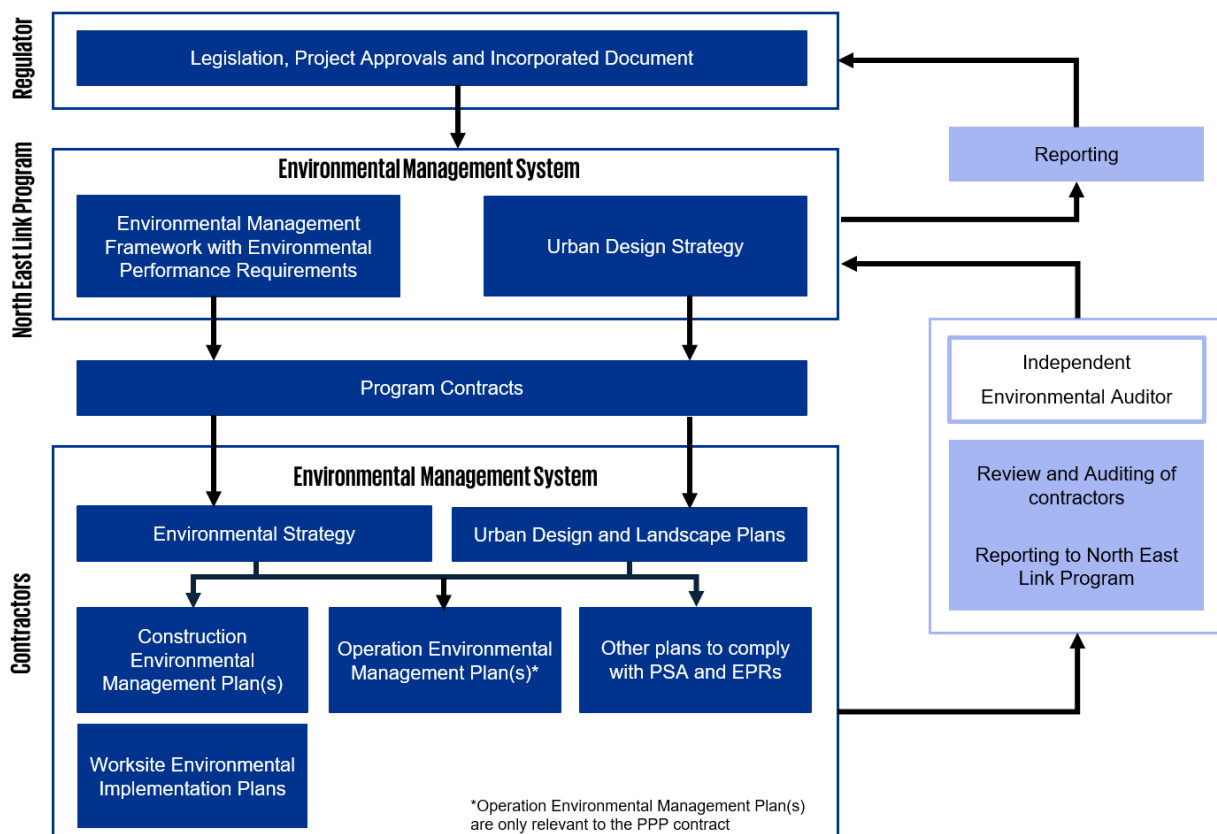 Regulator
Legislation, Project Approvals and Incorporated Document
Reporting
North East Link Program
Environmental Management System
Environmental Management
Framework with Environmental
Performance Requirements
Urban Design Strategy
Program Contracts
Independent
Environmental Auditor
Review and Auditing of
contractors
Reporting to North East
Link Program
Contractors
Environmental Management System
Environmental Strategy
Urban Design and Landscape Plans
Construction
Environmental
Management Plan(s)
Operation Environmental
Management Plan(s)*
Other plans to comply
with PSA and EPRs
Worksite Environmental
Implementation Plans
*Operation Environmental Management Plan(s)
are only relevant to the PPP contract